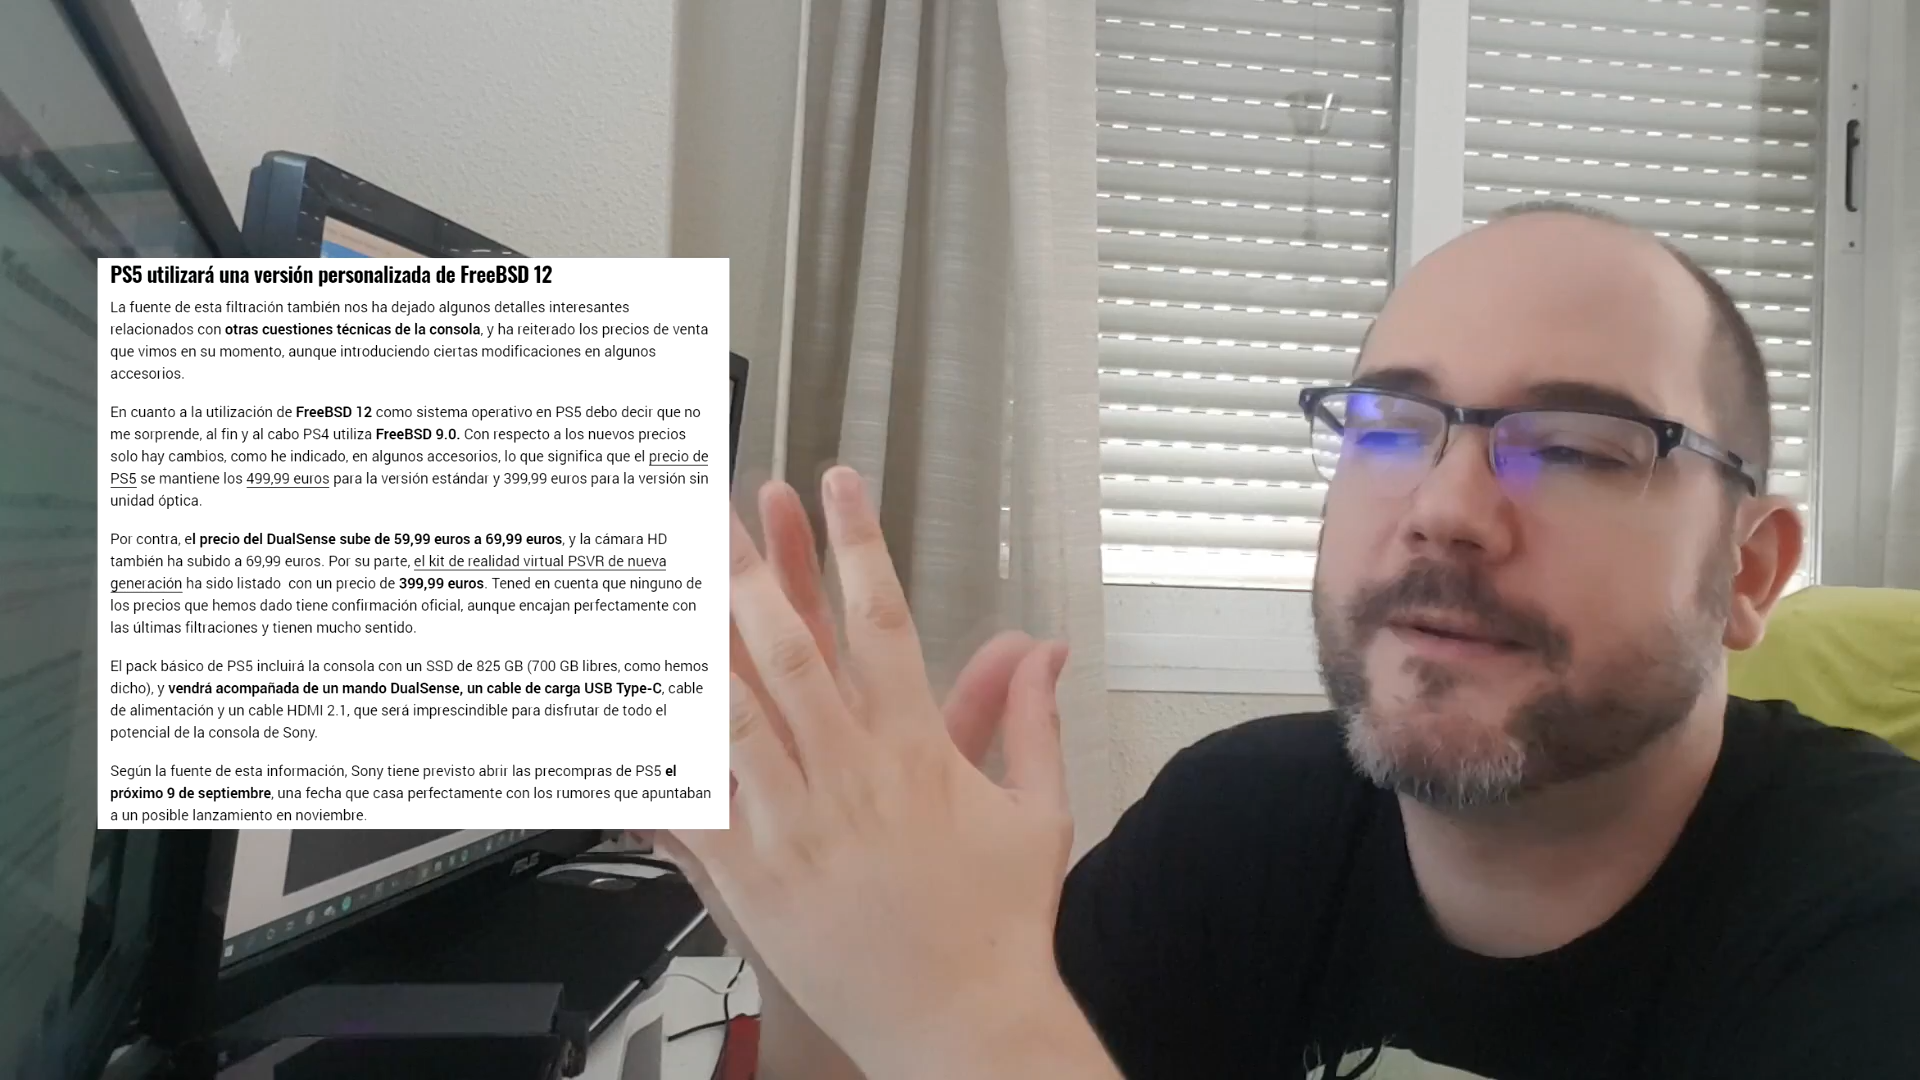 PS5 utilizará una versión personalizada de FreeBSD 12
La fuente de esta filtración también nos ha dejado algunos detalles interesantes
relacionados con otras cuestiones técnicas de la consola, y ha reiterado los precios de venta
que vimos en su momento, aunque introduciendo ciertas modificaciones en algunos
accesorios.
En cuanto a la utilización de FreeBSD 12 como sistema operativo en PS5 debo decir que no
me sorprende, al fin y al cabo PS4 utiliza FreeBSD 9.0. Con respecto a los nuevos precios
solo hay cambios, como he indicado, en algunos accesorios, lo que significa que el precio de
PS5 se mantiene los 499,99 euros para la versión estándar y 399,99 euros para la versión sin
unidad óptica.
Por contra, el precio del DualSense sube de 59,99 euros a 69,99 euros, y la cámara HD
también ha subido a 69,99 euros. Por su parte, el kit de realidad virtual PSVR de nueva
generación ha sido listado con un precio de 399,99 euros. Tened en cuenta que ninguno de
los precios que hemos dado tiene confirmación oficial, aunque encajan perfectamente con
las últimas filtraciones y tienen mucho sentido.
El pack básico de PS5 incluirá la consola con un SSD de 825 GB (700 GB libres, como hemos
dicho), y vendrá acompañada de un mando DualSense, un cable de carga USB Type-C, cable
de alimentación y un cable HDMI 2.1, que será imprescindible para disfrutar de todo el
potencial de la consola de Sony.
Según la fuente de esta información, Sony tiene previsto abrir las precompras de PS5 el
próximo 9 de septiembre, una fecha que casa perfectamente con los rumores que apuntaban
a un posible lanzamiento en noviembre.
ASUS